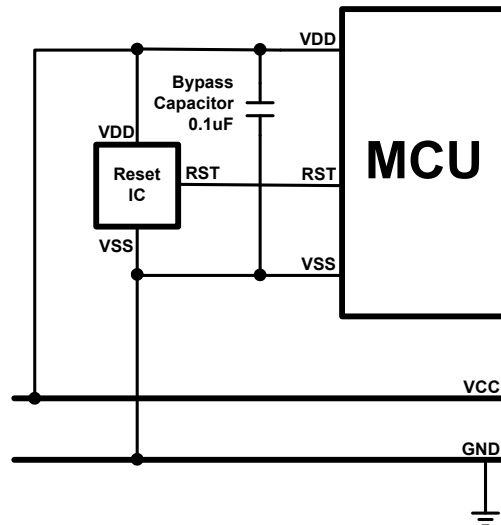 VDD
Bypass
Capacitor
0.1uF
VDD
Reset
IC
RST
RST
MCU
VSS
VSS
VCC
GND